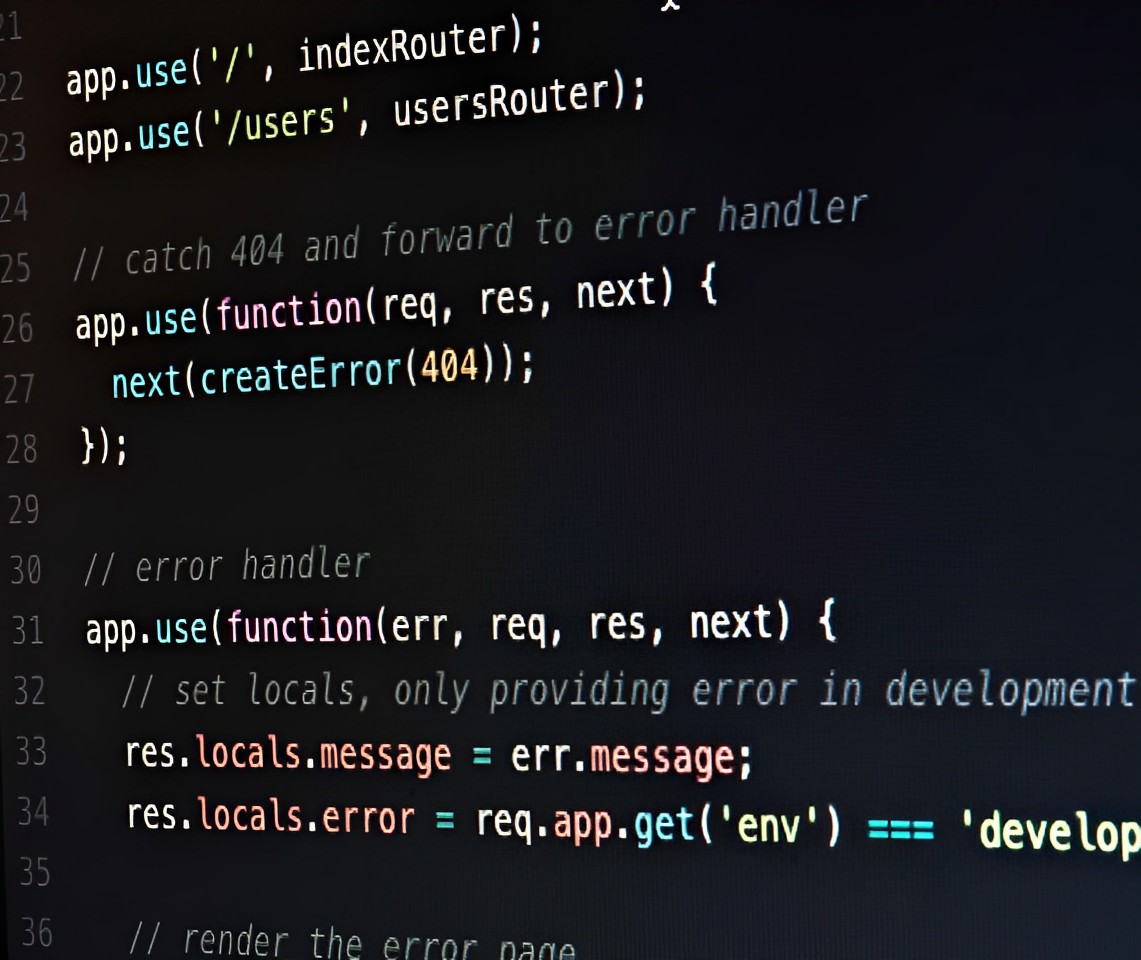 21
22 app.use('/', indexRouter);
23 app.use('/users', usersRouter);
24
25 // catch 404 and forward to error handler
26 app.use(function(req, res, next) {
27   next(createError(404));
28 });
29
30 // error handler
31 app.use(function(err, req, res, next) {
32   // set locals, only providing error in development
33   res.locals.message = err.message;
34   res.locals.error = req.app.get('env') === 'develop
35
36   // render the error page